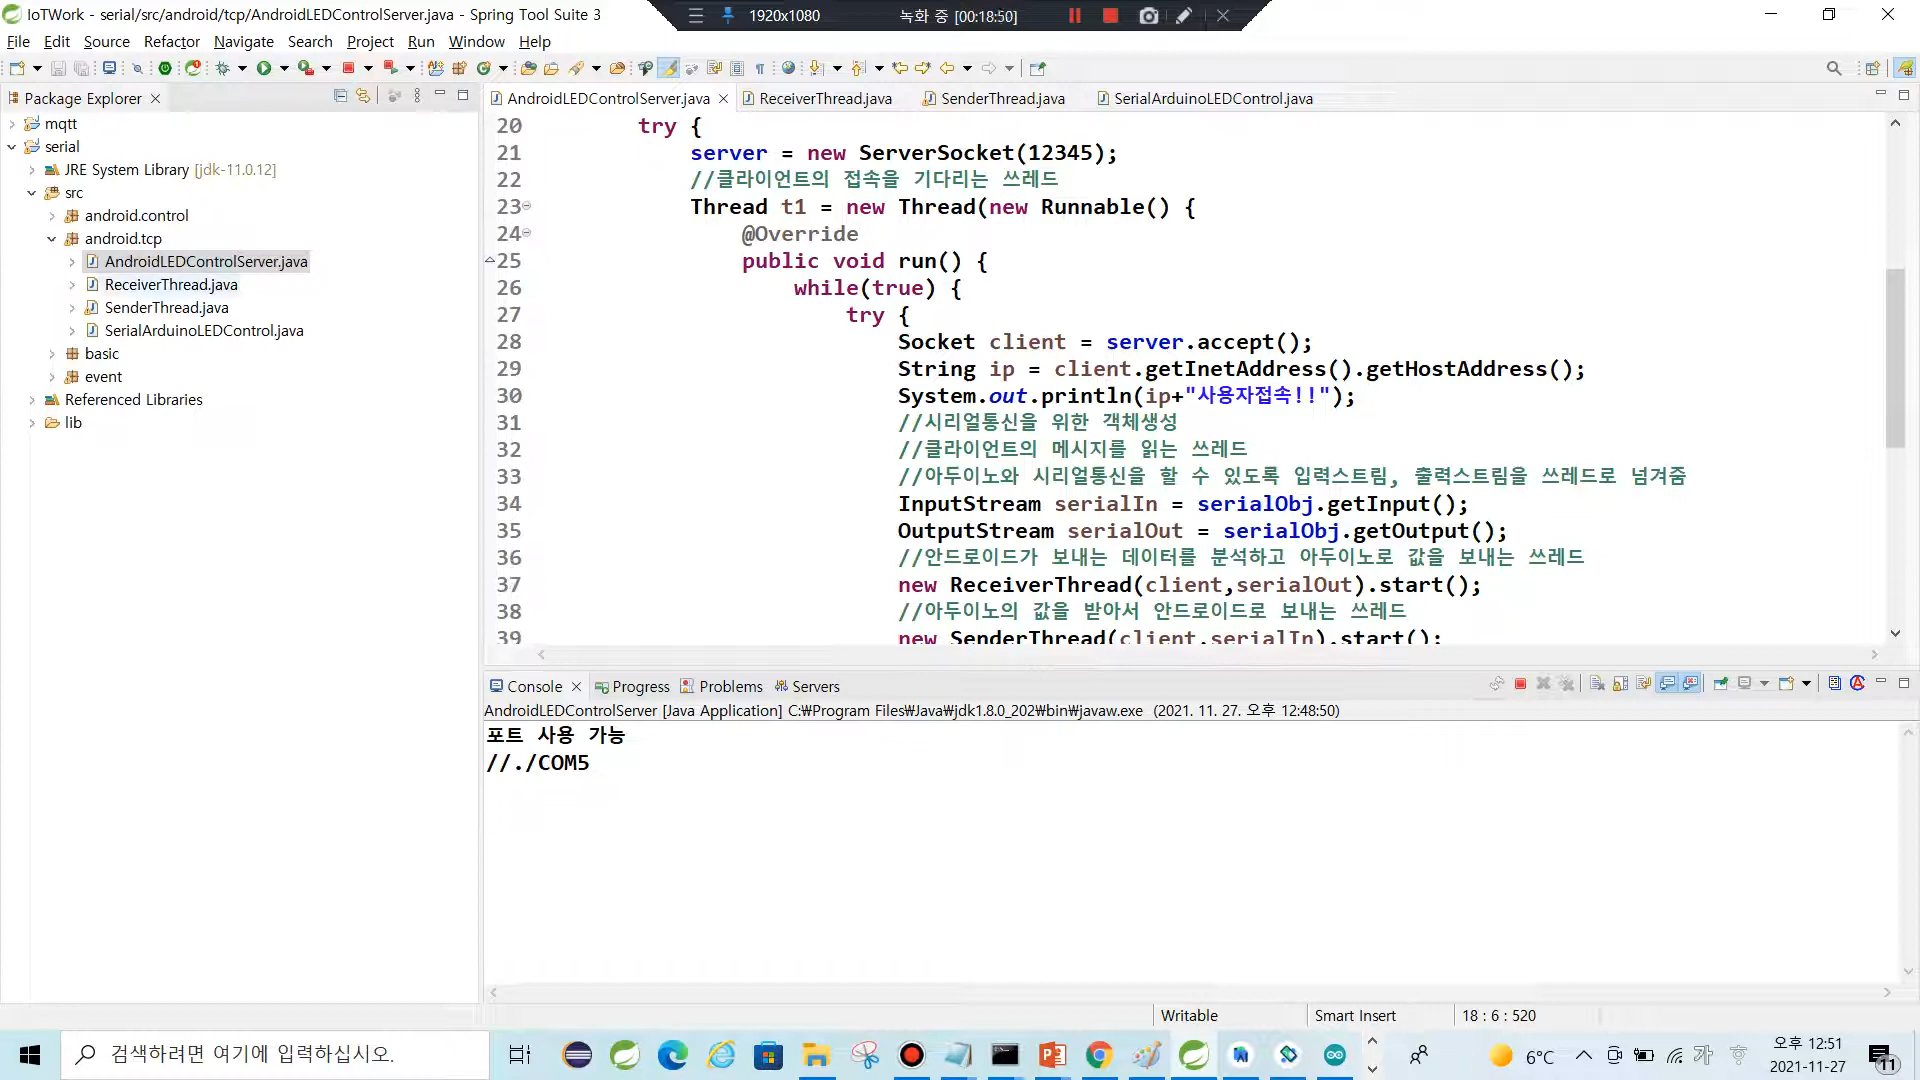 IoTWork - serial/src/android/tcp/AndroidLEDControlServer.java - Spring Tool Suite 3
1920x1080
녹화 중 [00:18:50]
File Edit Source Refactor Navigate Search Project Run Window Help
Package Explorer
mqtt
serial
JRE System Library [jdk-11.0.12]
src
android.control
android.tcp
AndroidLEDControlServer.java
ReceiverThread.java
SenderThread.java
SerialArduinoLEDControl.java
basic
event
Referenced Libraries
lib
AndroidLEDControlServer.java ReceiverThread.java SenderThread.java SerialArduinoLEDControl.java
20 try {
21 server = new ServerSocket(12345);
22 //클라이언트의 접속을 기다리는 쓰레드
23 Thread t1 = new Thread(new Runnable() {
24 @Override
25 public void run() {
26 while(true) {
27 try {
28 Socket client = server.accept();
29 String ip = client.getInetAddress().getHostAddress();
30 System.out.println(ip+"사용자접속!!");
31 //시리얼통신을 위한 객체생성
32 //클라이언트의 메시지를 읽는 쓰레드
33 //아두이노와 시리얼통신을 할 수 있도록 입력스트림, 출력스트림을 쓰레드로 넘겨줌
34 InputStream serialIn = serialObj.getInput();
35 OutputStream serialOut = serialObj.getOutput();
36 //안드로이드가 보내는 데이터를 분석하고 아두이노로 값을 보내는 쓰레드
37 new ReceiverThread(client,serialOut).start();
38 //아두이노의 값을 받아서 안드로이드로 보내는 쓰레드
39 new SenderThread(client,serialIn).start();
Console Progress Problems Servers
AndroidLEDControlServer [Java Application] C:₩Program Files₩Java₩jdk1.8.0_202₩bin₩javaw.exe (2021. 11. 27. 오후 12:48:50)
포트 사용 가능
//./COM5
Writable
Smart Insert
18 : 6 : 520
검색하려면 여기에 입력하십시오.
6°C
가
오후 12:51
2021-11-27
11